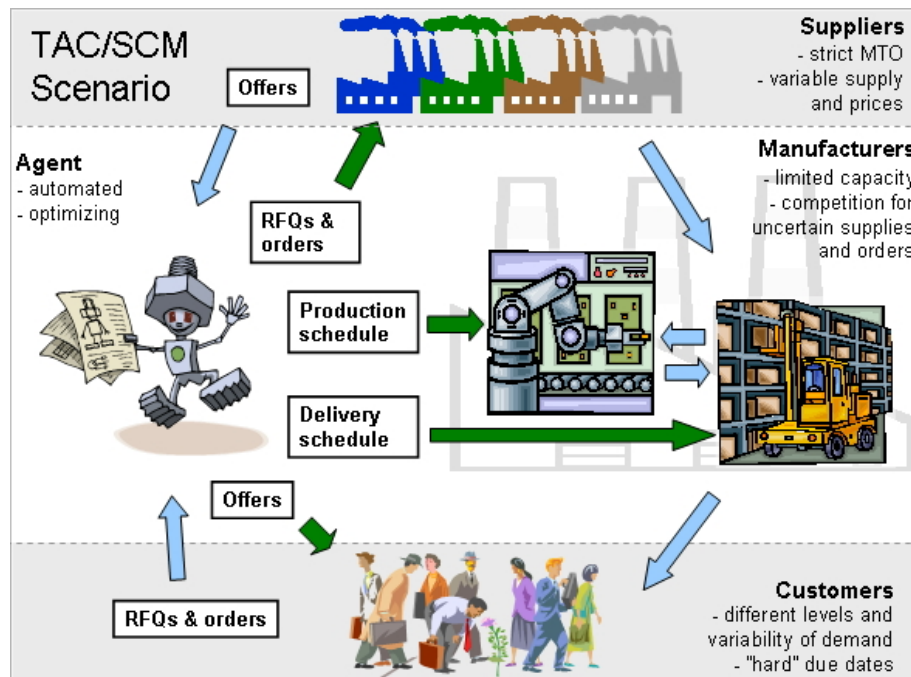 TAC/SCM
Scenario
Offers
Suppliers
- strict MTO
- variable supply
and prices
Agent
- automated
- optimizing
RFQs &
orders
Manufacturers
- limited capacity
- competition for
uncertain supplies
and orders
Production
schedule
Delivery
schedule
Offers
RFQs & orders
Customers
- different levels and
variability of demand
- "hard" due dates